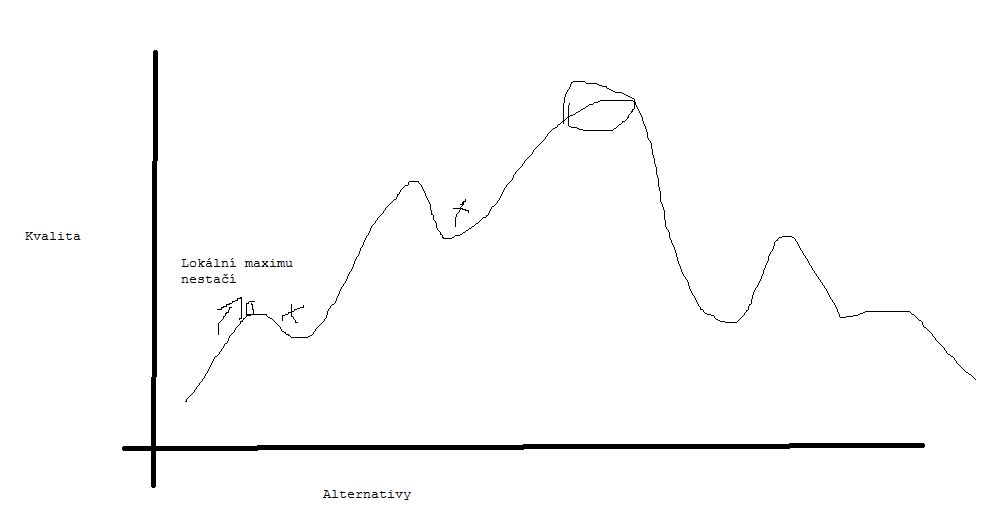 Kvalita
Lokální maximu
nestačí
Alternativy